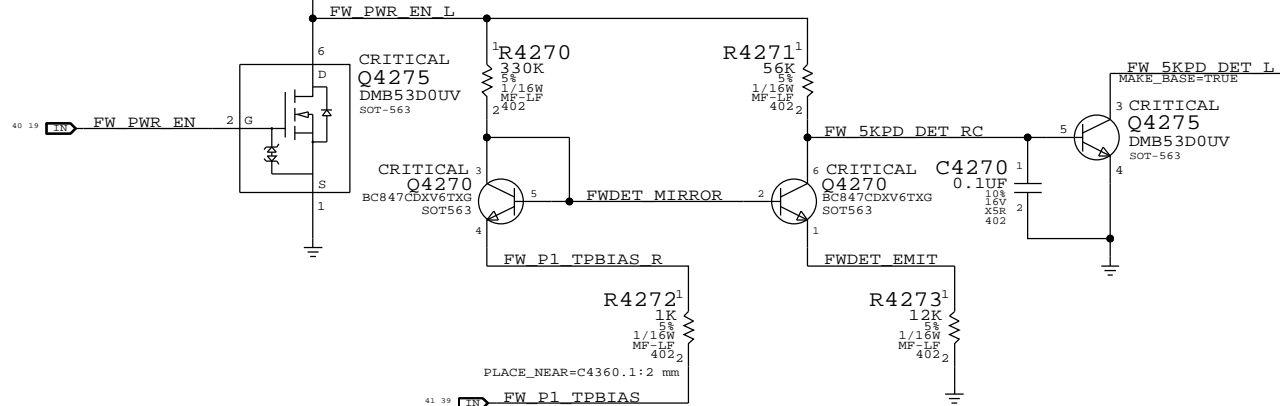 FW_PWR_EN_L
6
D
CRITICAL
Q4275
DMB53D0UV
SOT-563
40 19
IN
FW_PWR_EN
2
G
S
1
1
R4270
330K
5%
1/16W
MF-LF
402
2
R4271
1
56K
5%
1/16W
MF-LF
402
2
CRITICAL
3
Q4270
BC847CDXV6TXG
SOT563
5
4
FWDET_MIRROR
2
6
CRITICAL
Q4270
BC847CDXV6TXG
SOT563
1
FW_5KPD_DET_RC
C4270
1
0.1UF
10%
16V
X5R
402
2
5
FW_5KPD_DET_L
MAKE_BASE=TRUE
3
CRITICAL
Q4275
DMB53D0UV
SOT-563
4
FW_P1_TPBIAS_R
R4272
1
1K
5%
1/16W
MF-LF
402
2
PLACE_NEAR=C4360.1:2 mm
41 39
IN
FW_P1_TPBIAS
FWDET_EMIT
R4273
1
12K
5%
1/16W
MF-LF
402
2